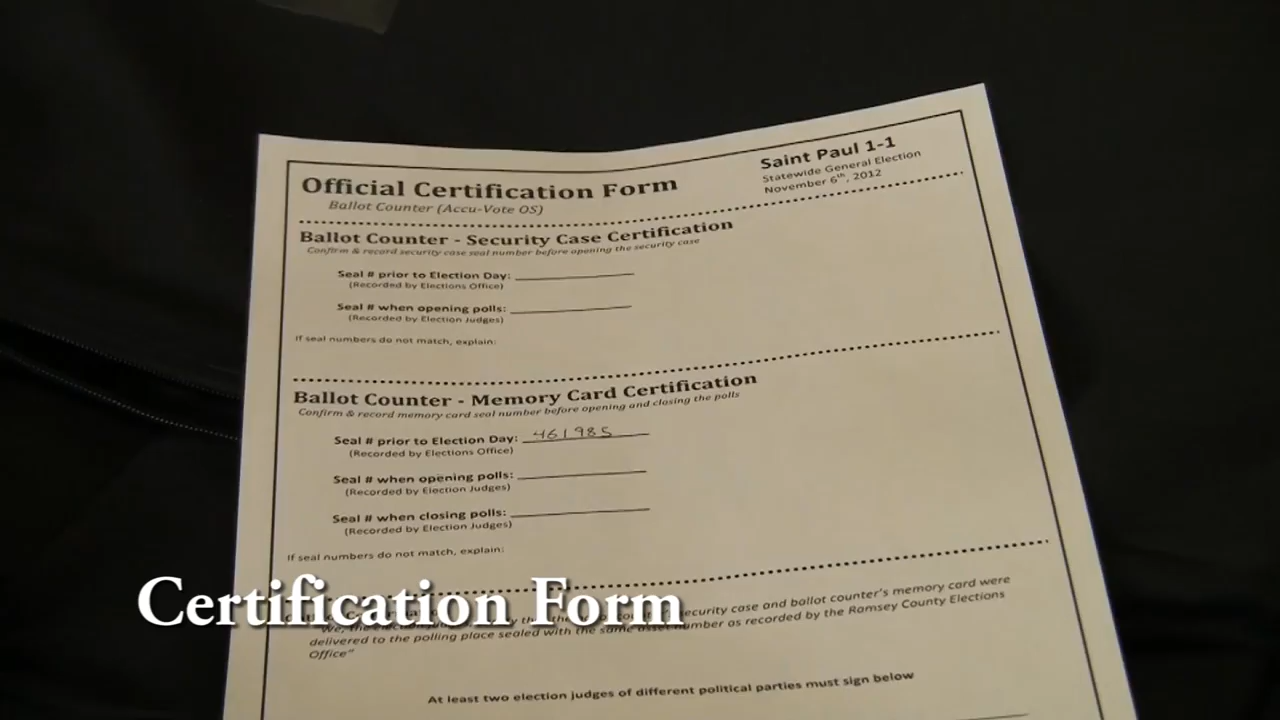 Official Certification Form
Ballot Counter (Accu-Vote OS)
Saint Paul 1-1
Statewide General Election
November 6th, 2012
Ballot Counter - Security Case Certification
Confirm & record security case seal number before opening the security case
Seal # prior to Election Day:
(Recorded by Elections Office)
Seal # when opening polls:
(Recorded by Election Judges)
If seal numbers do not match, explain:
Ballot Counter - Memory Card Certification
Confirm & record memory card seal number before opening and closing the polls
Seal # prior to Election Day: 461985
(Recorded by Elections Office)
Seal # when opening polls:
(Recorded by Election Judges)
Seal # when closing polls:
(Recorded by Election Judges)
If seal numbers do not match, explain:
Certification Form
security case and ballot counter's memory card were
delivered to the polling place sealed with the same asset number as recorded by the Ramsey County Elections
Office"
At least two election judges of different political parties must sign below